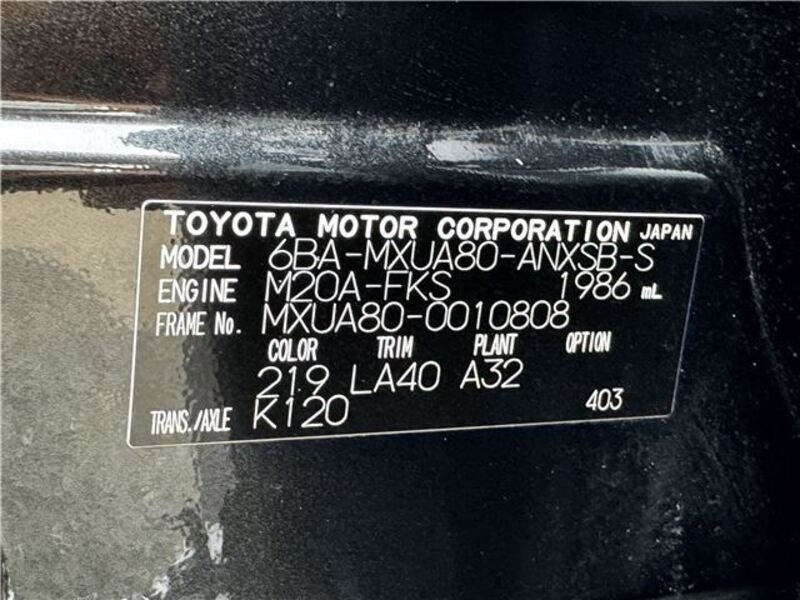 TOYOTA MOTOR CORPORATION JAPAN
MODEL 6BA-MXUA80-ANXSB-S
ENGINE M20A-FKS 1986 mL
FRAME No. MXUA80-0010808
COLOR TRIM PLANT OPTION
219 LA40 A32
TRANS./AXLE K120 403